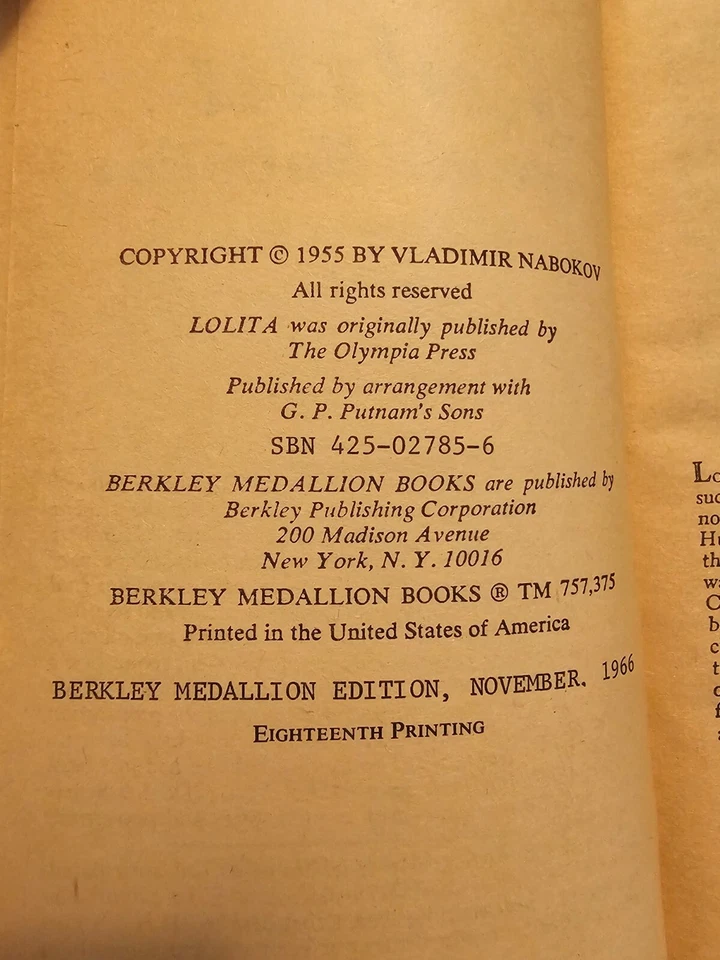 COPYRIGHT © 1955 BY VLADIMIR NABOKOV
All rights reserved
LOLITA was originally published by
The Olympia Press
Published by arrangement with
G. P. Putnam's Sons
SBN 425-02785-6
BERKLEY MEDALLION BOOKS are published by
Berkley Publishing Corporation
200 Madison Avenue
New York, N. Y. 10016
BERKLEY MEDALLION BOOKS ® TM 757,375
Printed in the United States of America
BERKLEY MEDALLION EDITION, NOVEMBER, 1966
EIGHTEENTH PRINTING